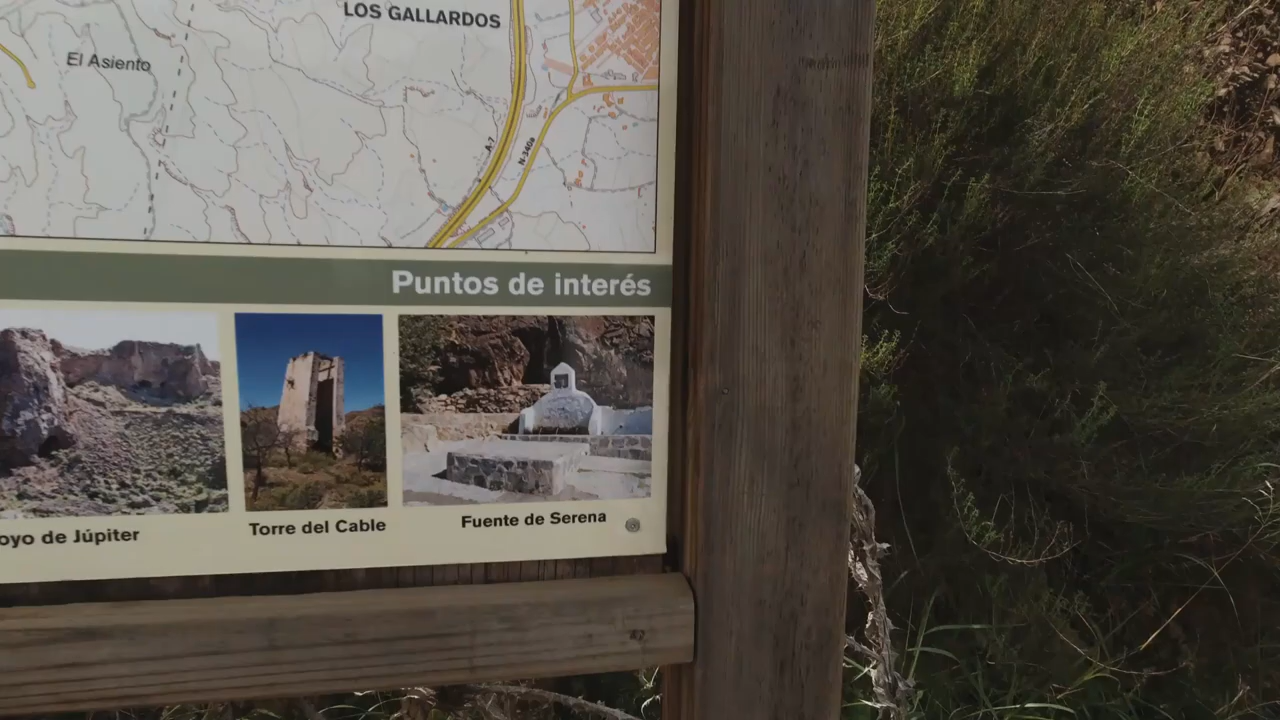 LOS GALLARDOS
El Asiento
A-7
N-340a
Puntos de interés
oyo de Júpiter
Torre del Cable
Fuente de Serena